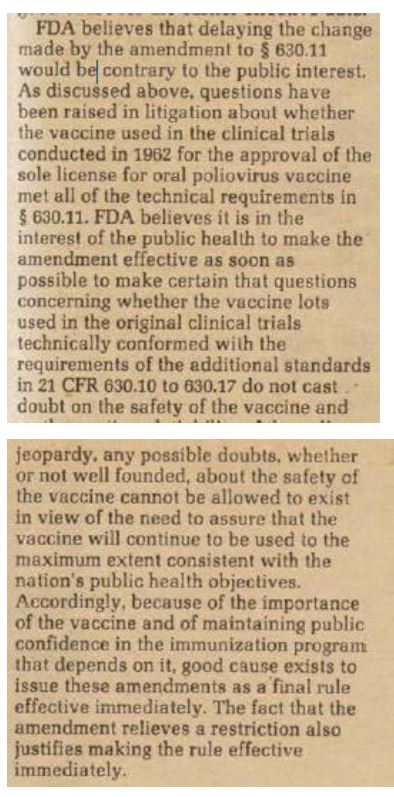 FDA believes that delaying the change
made by the amendment to § 630.11
would be contrary to the public interest.
As discussed above, questions have
been raised in litigation about whether
the vaccine used in the clinical trials
conducted in 1962 for the approval of the
sole license for oral poliovirus vaccine
met all of the technical requirements in
§ 630.11. FDA believes it is in the
interest of the public health to make the
amendment effective as soon as
possible to make certain that questions
concerning whether the vaccine lots
used in the original clinical trials
technically conformed with the
requirements of the additional standards
in 21 CFR 630.10 to 630.17 do not cast
doubt on the safety of the vaccine and
jeopardy, any possible doubts, whether
or not well founded, about the safety of
the vaccine cannot be allowed to exist
in view of the need to assure that the
vaccine will continue to be used to the
maximum extent consistent with the
nation's public health objectives.
Accordingly, because of the importance
of the vaccine and of maintaining public
confidence in the immunization program
that depends on it, good cause exists to
issue these amendments as a final rule
effective immediately. The fact that the
amendment relieves a restriction also
justifies making the rule effective
immediately.